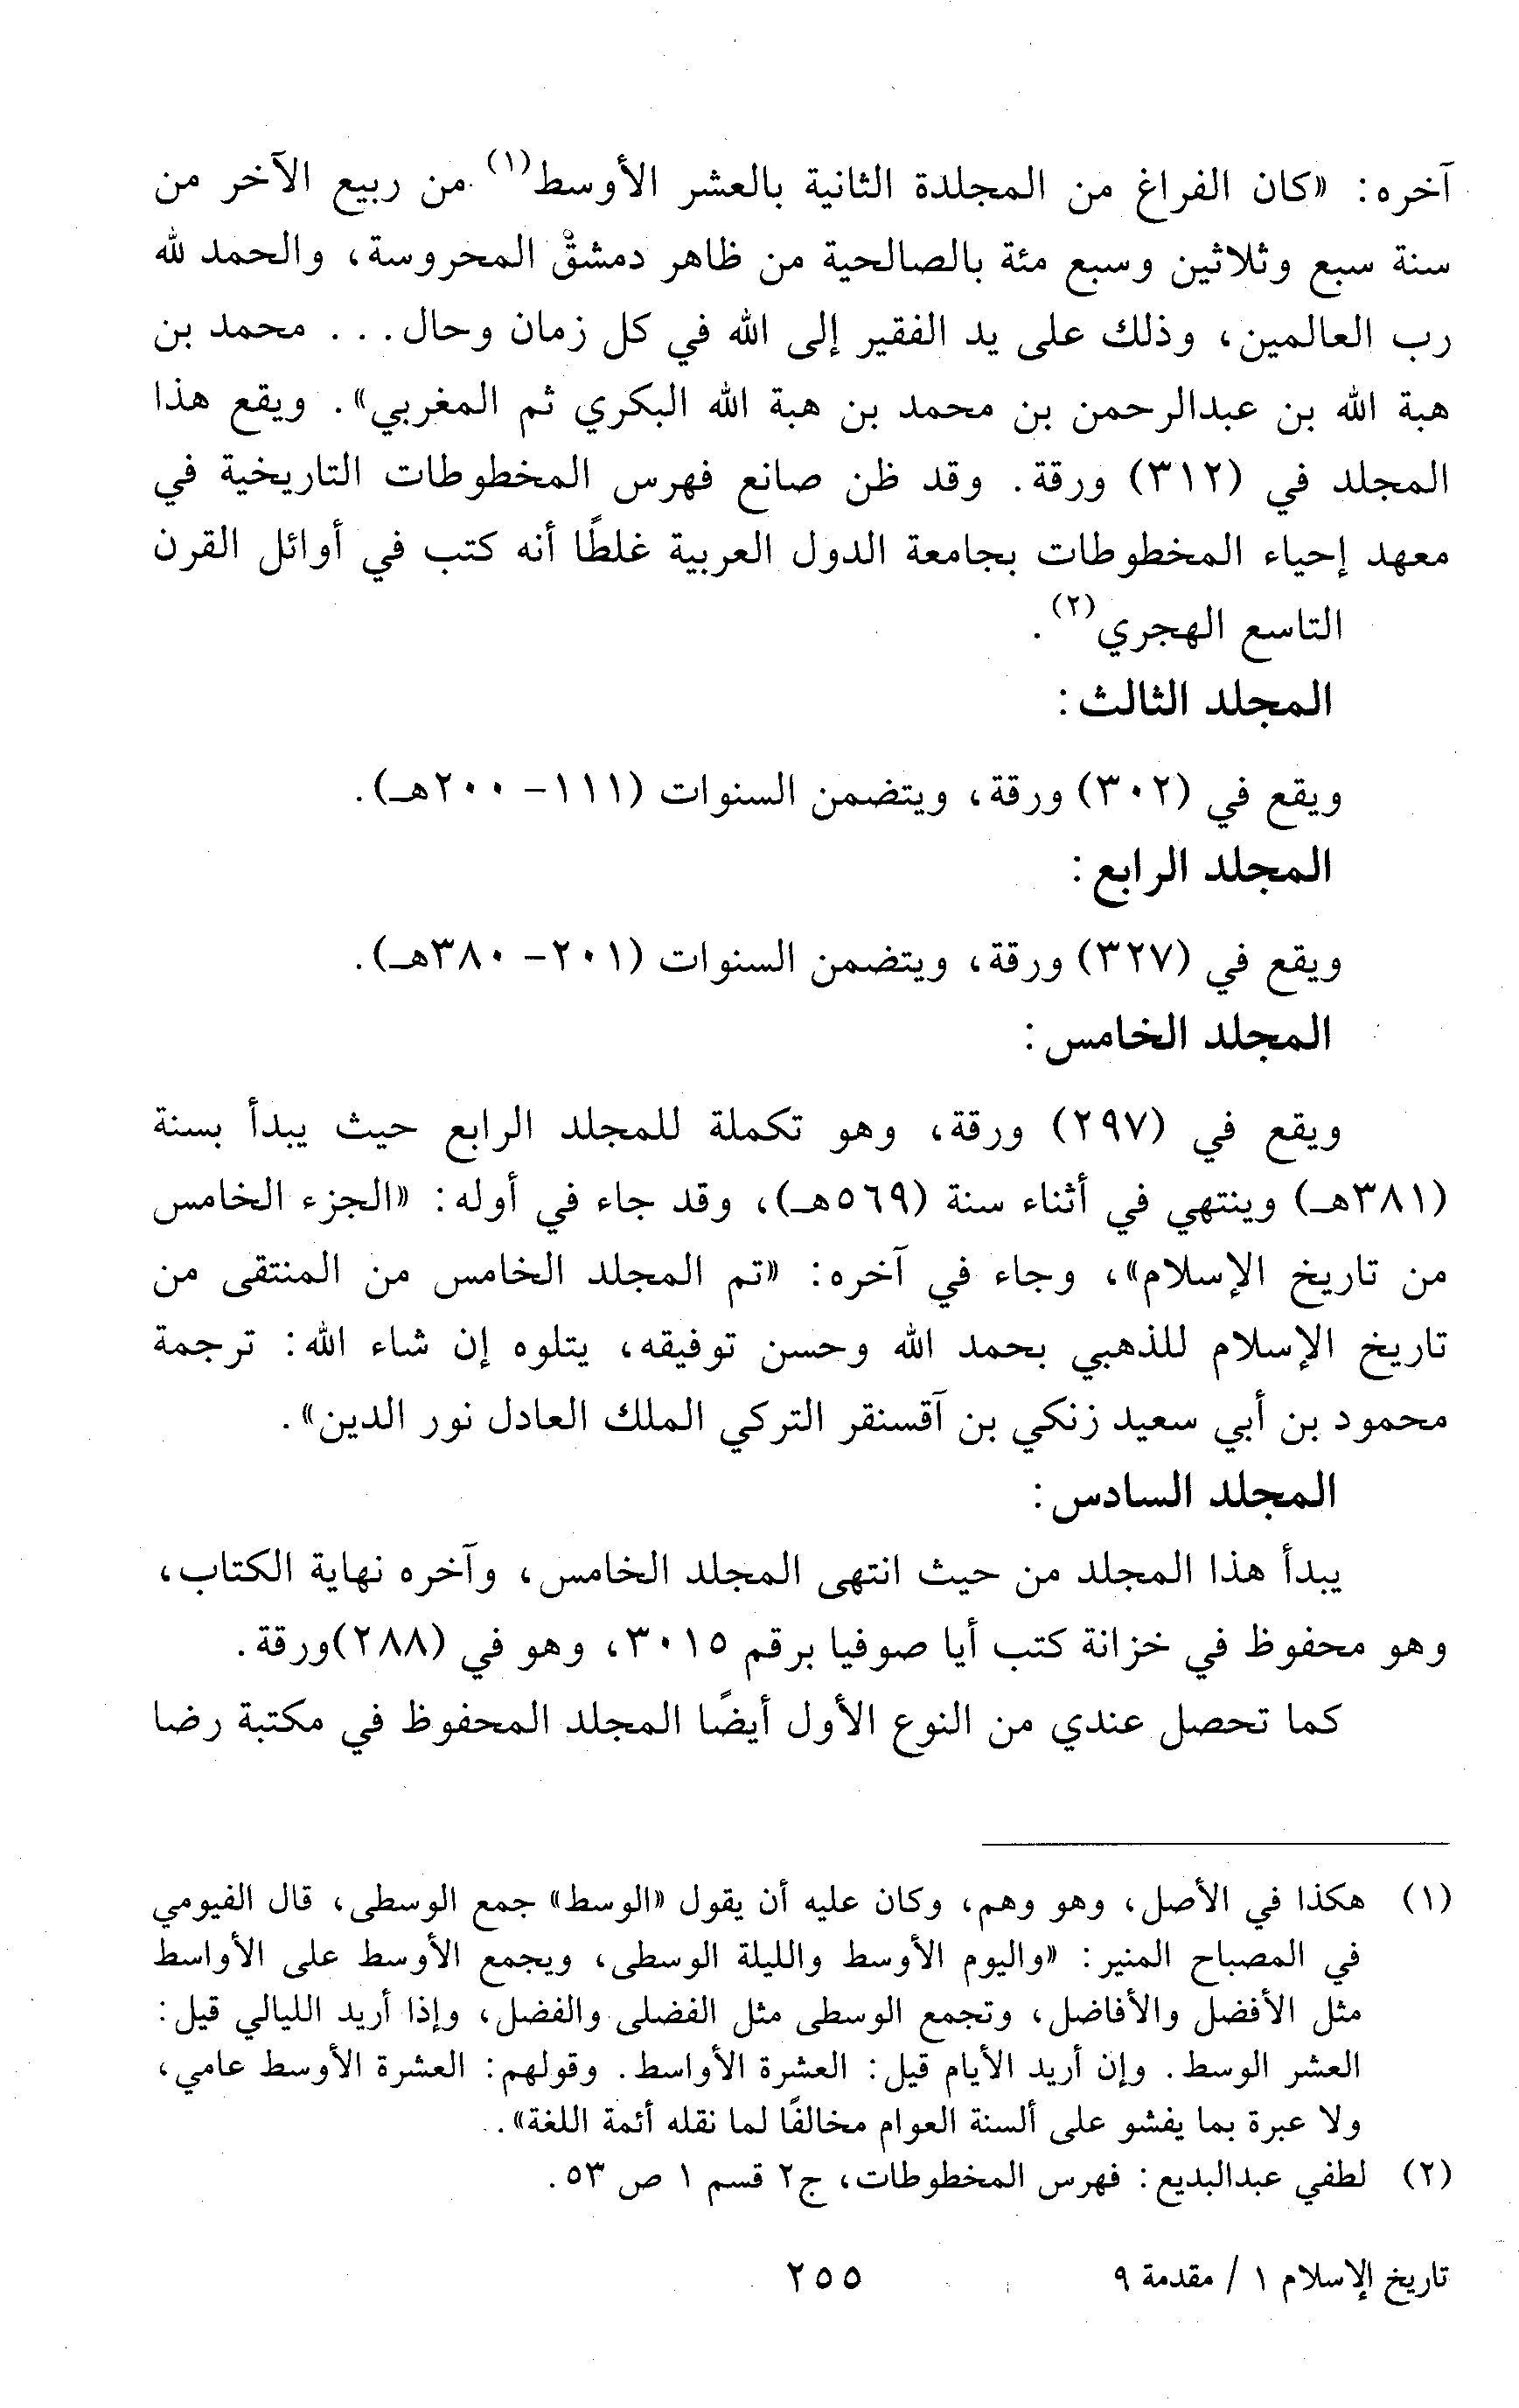 آخره: «كان الفراغ من المجلدة الثانية بالعشر الأوسط(١) من ربيع الآخر من
سنة سبع وثلاثين وسبع مئة بالصالحية من ظاهر دمشقْ المحروسة، والحمد لله
رب العالمين، وذلك على يد الفقير إلى الله في كل زمان وحال... محمد بن
هبة الله بن عبدالرحمن بن محمد بن هبة الله البكري ثم المغربي». ويقع هذا
المجلد في (٣١٢) ورقة. وقد ظن صانع فهرس المخطوطات التاريخية في
معهد إحياء المخطوطات بجامعة الدول العربية غلطًا أنه كتب في أوائل القرن
التاسع الهجري(٢).
المجلد الثالث:
ويقع في (٣٠٢) ورقة، ويتضمن السنوات (١١١- ٢٠٠هـ).
المجلد الرابع:
ويقع في (٣٢٧) ورقة، ويتضمن السنوات (٢٠١- ٣٨٠هـ).
المجلد الخامس:
ويقع في (٢٩٧) ورقة، وهو تكملة للمجلد الرابع حيث يبدأ بسنة
(٣٨١هـ) وينتهي في أثناء سنة (٥٦٩هـ)، وقد جاء في أوله: «الجزء الخامس
من تاريخ الإسلام»، وجاء في آخره: «تم المجلد الخامس من المنتقى من
تاريخ الإسلام للذهبي بحمد الله وحسن توفيقه، يتلوه إن شاء الله: ترجمة
محمود بن أبي سعيد زنكي بن آقسنقر التركي الملك العادل نور الدين».
المجلد السادس:
يبدأ هذا المجلد من حيث انتهى المجلد الخامس، وآخره نهاية الكتاب،
وهو محفوظ في خزانة كتب أيا صوفيا برقم ٣٠١٥، وهو في (٢٨٨)ورقة.
كما تحصل عندي من النوع الأول أيضًا المجلد المحفوظ في مكتبة رضا
(١) هكذا في الأصل، وهو وهم، وكان عليه أن يقول «الوسط» جمع الوسطى، قال الفيومي
في المصباح المنير: «واليوم الأوسط والليلة الوسطى، ويجمع الأوسط على الأواسط
مثل الأفضل والأفاضل، وتجمع الوسطى مثل الفضلى والفضل، وإذا أريد الليالي قيل:
العشر الوسط. وإن أريد الأيام قيل: العشرة الأواسط. وقولهم: العشرة الأوسط عامي،
ولا عبرة بما يفشو على ألسنة العوام مخالفًا لما نقله أئمة اللغة».
(٢) لطفي عبدالبديع: فهرس المخطوطات، ج٢ قسم ١ ص ٥٣.
تاريخ الإسلام ١ / مقدمة ٩ ٢٥٥